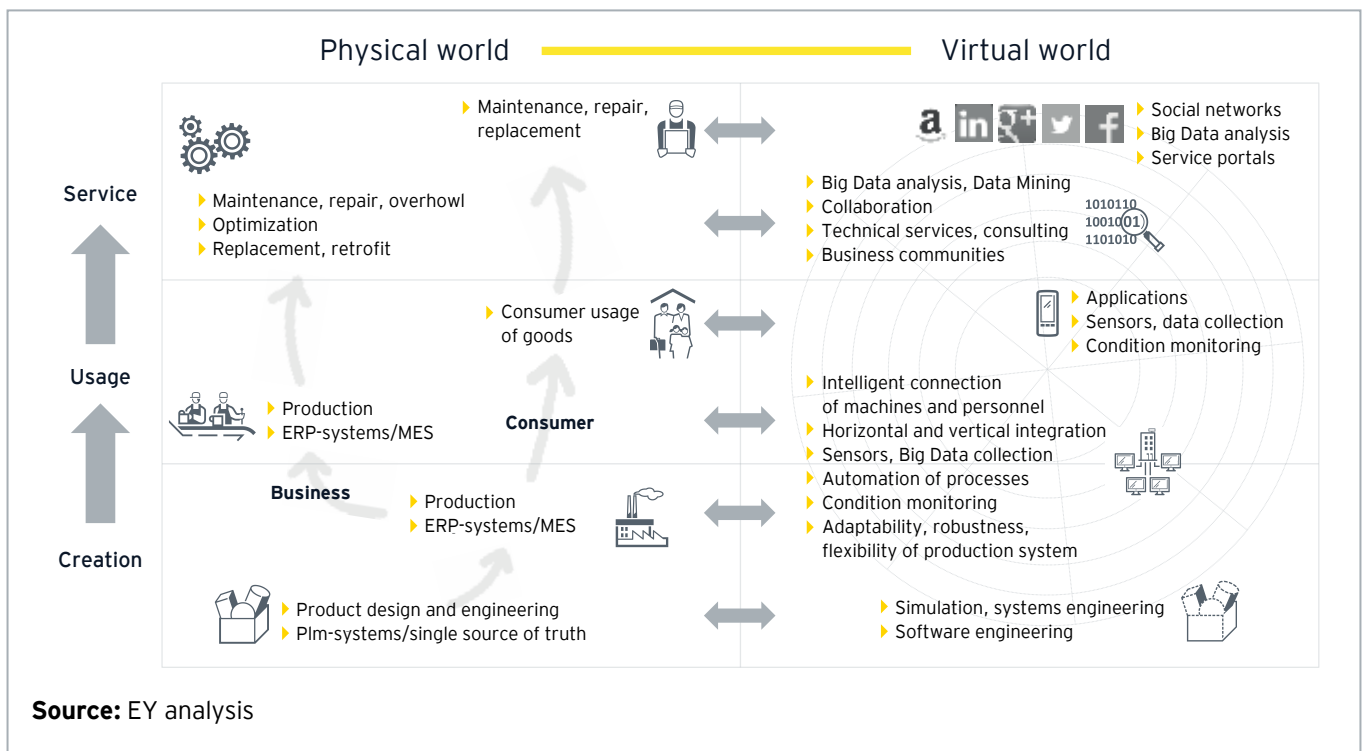 Physical world
Virtual world
Service
Usage
Creation
Maintenance, repair,
replacement
a
in
g+
f
Social networks
Big Data analysis
Service portals
Maintenance, repair, overhowl
Optimization
Replacement, retrofit
Big Data analysis, Data Mining
Collaboration
Technical services, consulting
Business communities
1010110
1001001
1101010
Consumer usage
of goods
Applications
Sensors, data collection
Condition monitoring
Production
ERP-systems/MES
Consumer
Intelligent connection
of machines and personnel
Horizontal and vertical integration
Sensors, Big Data collection
Automation of processes
Condition monitoring
Adaptability, robustness,
flexibility of production system
Business
Production
ERP-systems/MES
Product design and engineering
Plm-systems/single source of truth
Simulation, systems engineering
Software engineering
Source: EY analysis